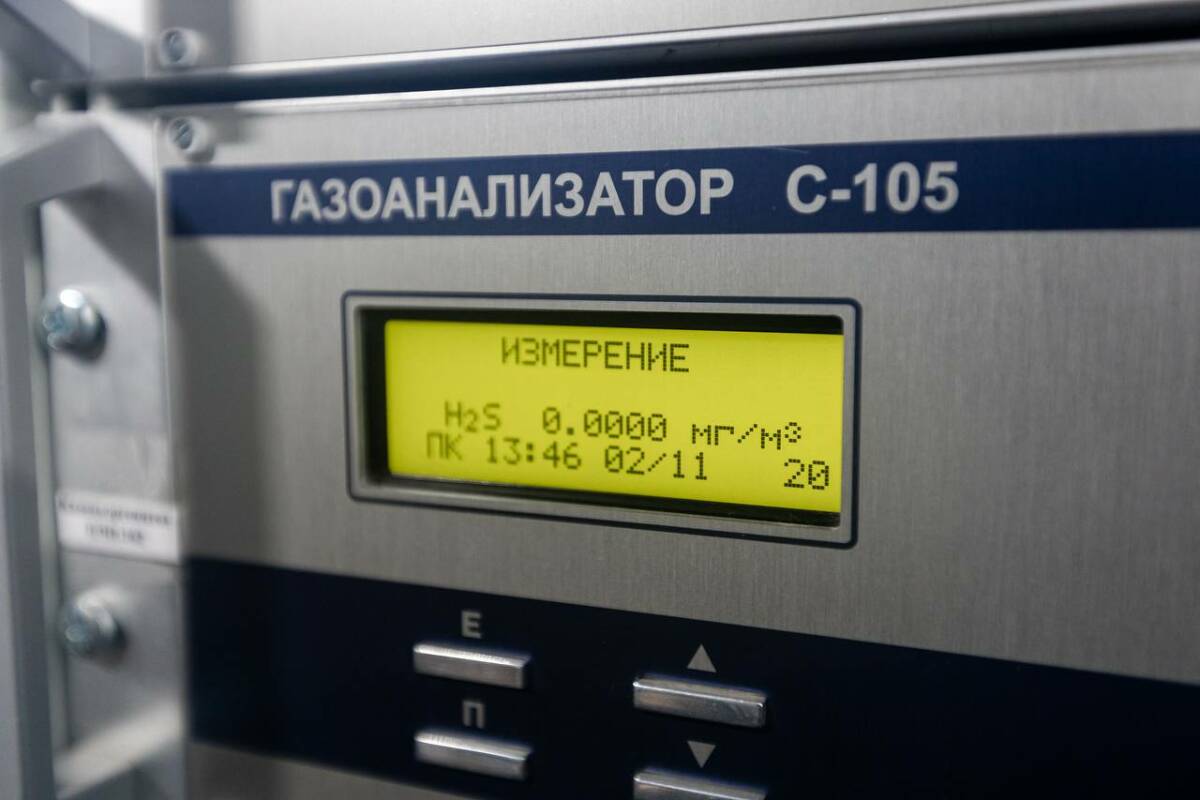 ГАЗОАНАЛИЗАТОР С-105
ИЗМЕРЕНИЕ
H₂S 0.0000 мг/м³
ПК 13:46 02/11 20
Е
▲
П
▼